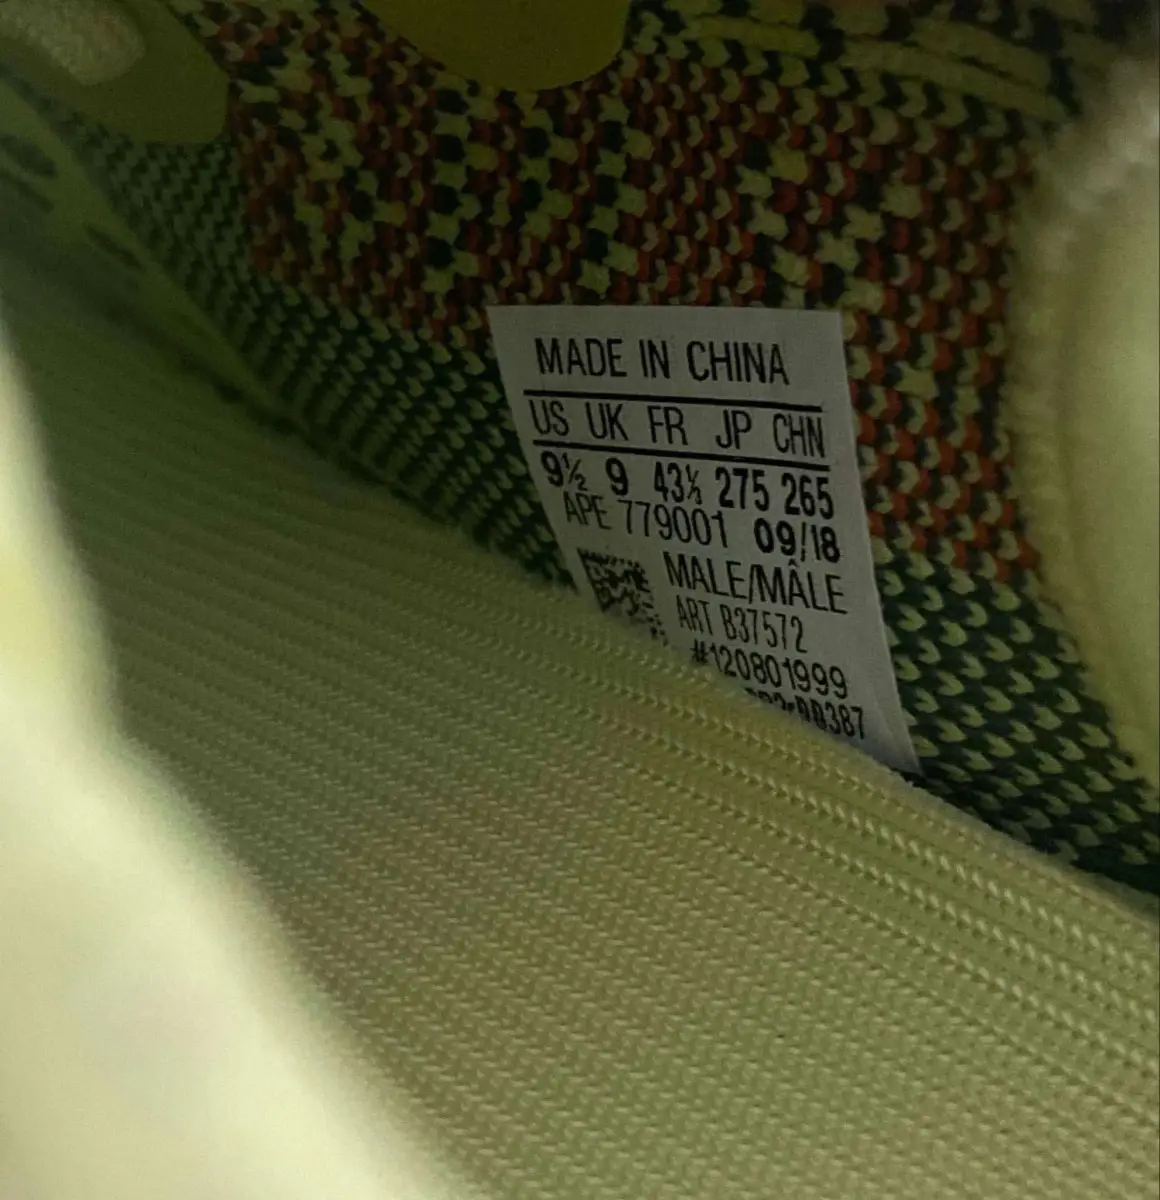 MADE IN CHINA
US UK FR JP CHN
9½ 9 43⅓ 275 265
APE 779001 09/18
MALE/MÂLE
ART B37572
#120801999